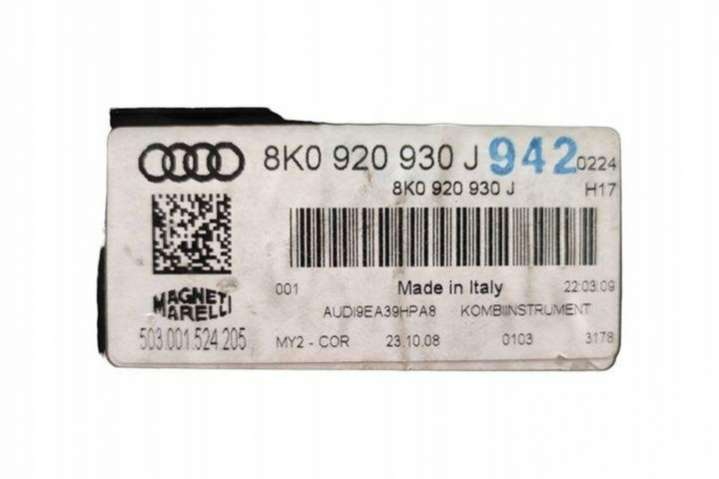 8K0 920 930 J 942 0224
8K0 920 930 J H17
001 Made in Italy 22.03.09
MAGNETI MARELLI
AUDI9EA39HPA8 KOMBIINSTRUMENT
503.001.524.205 MY2 - COR 23.10.08 0103 3178